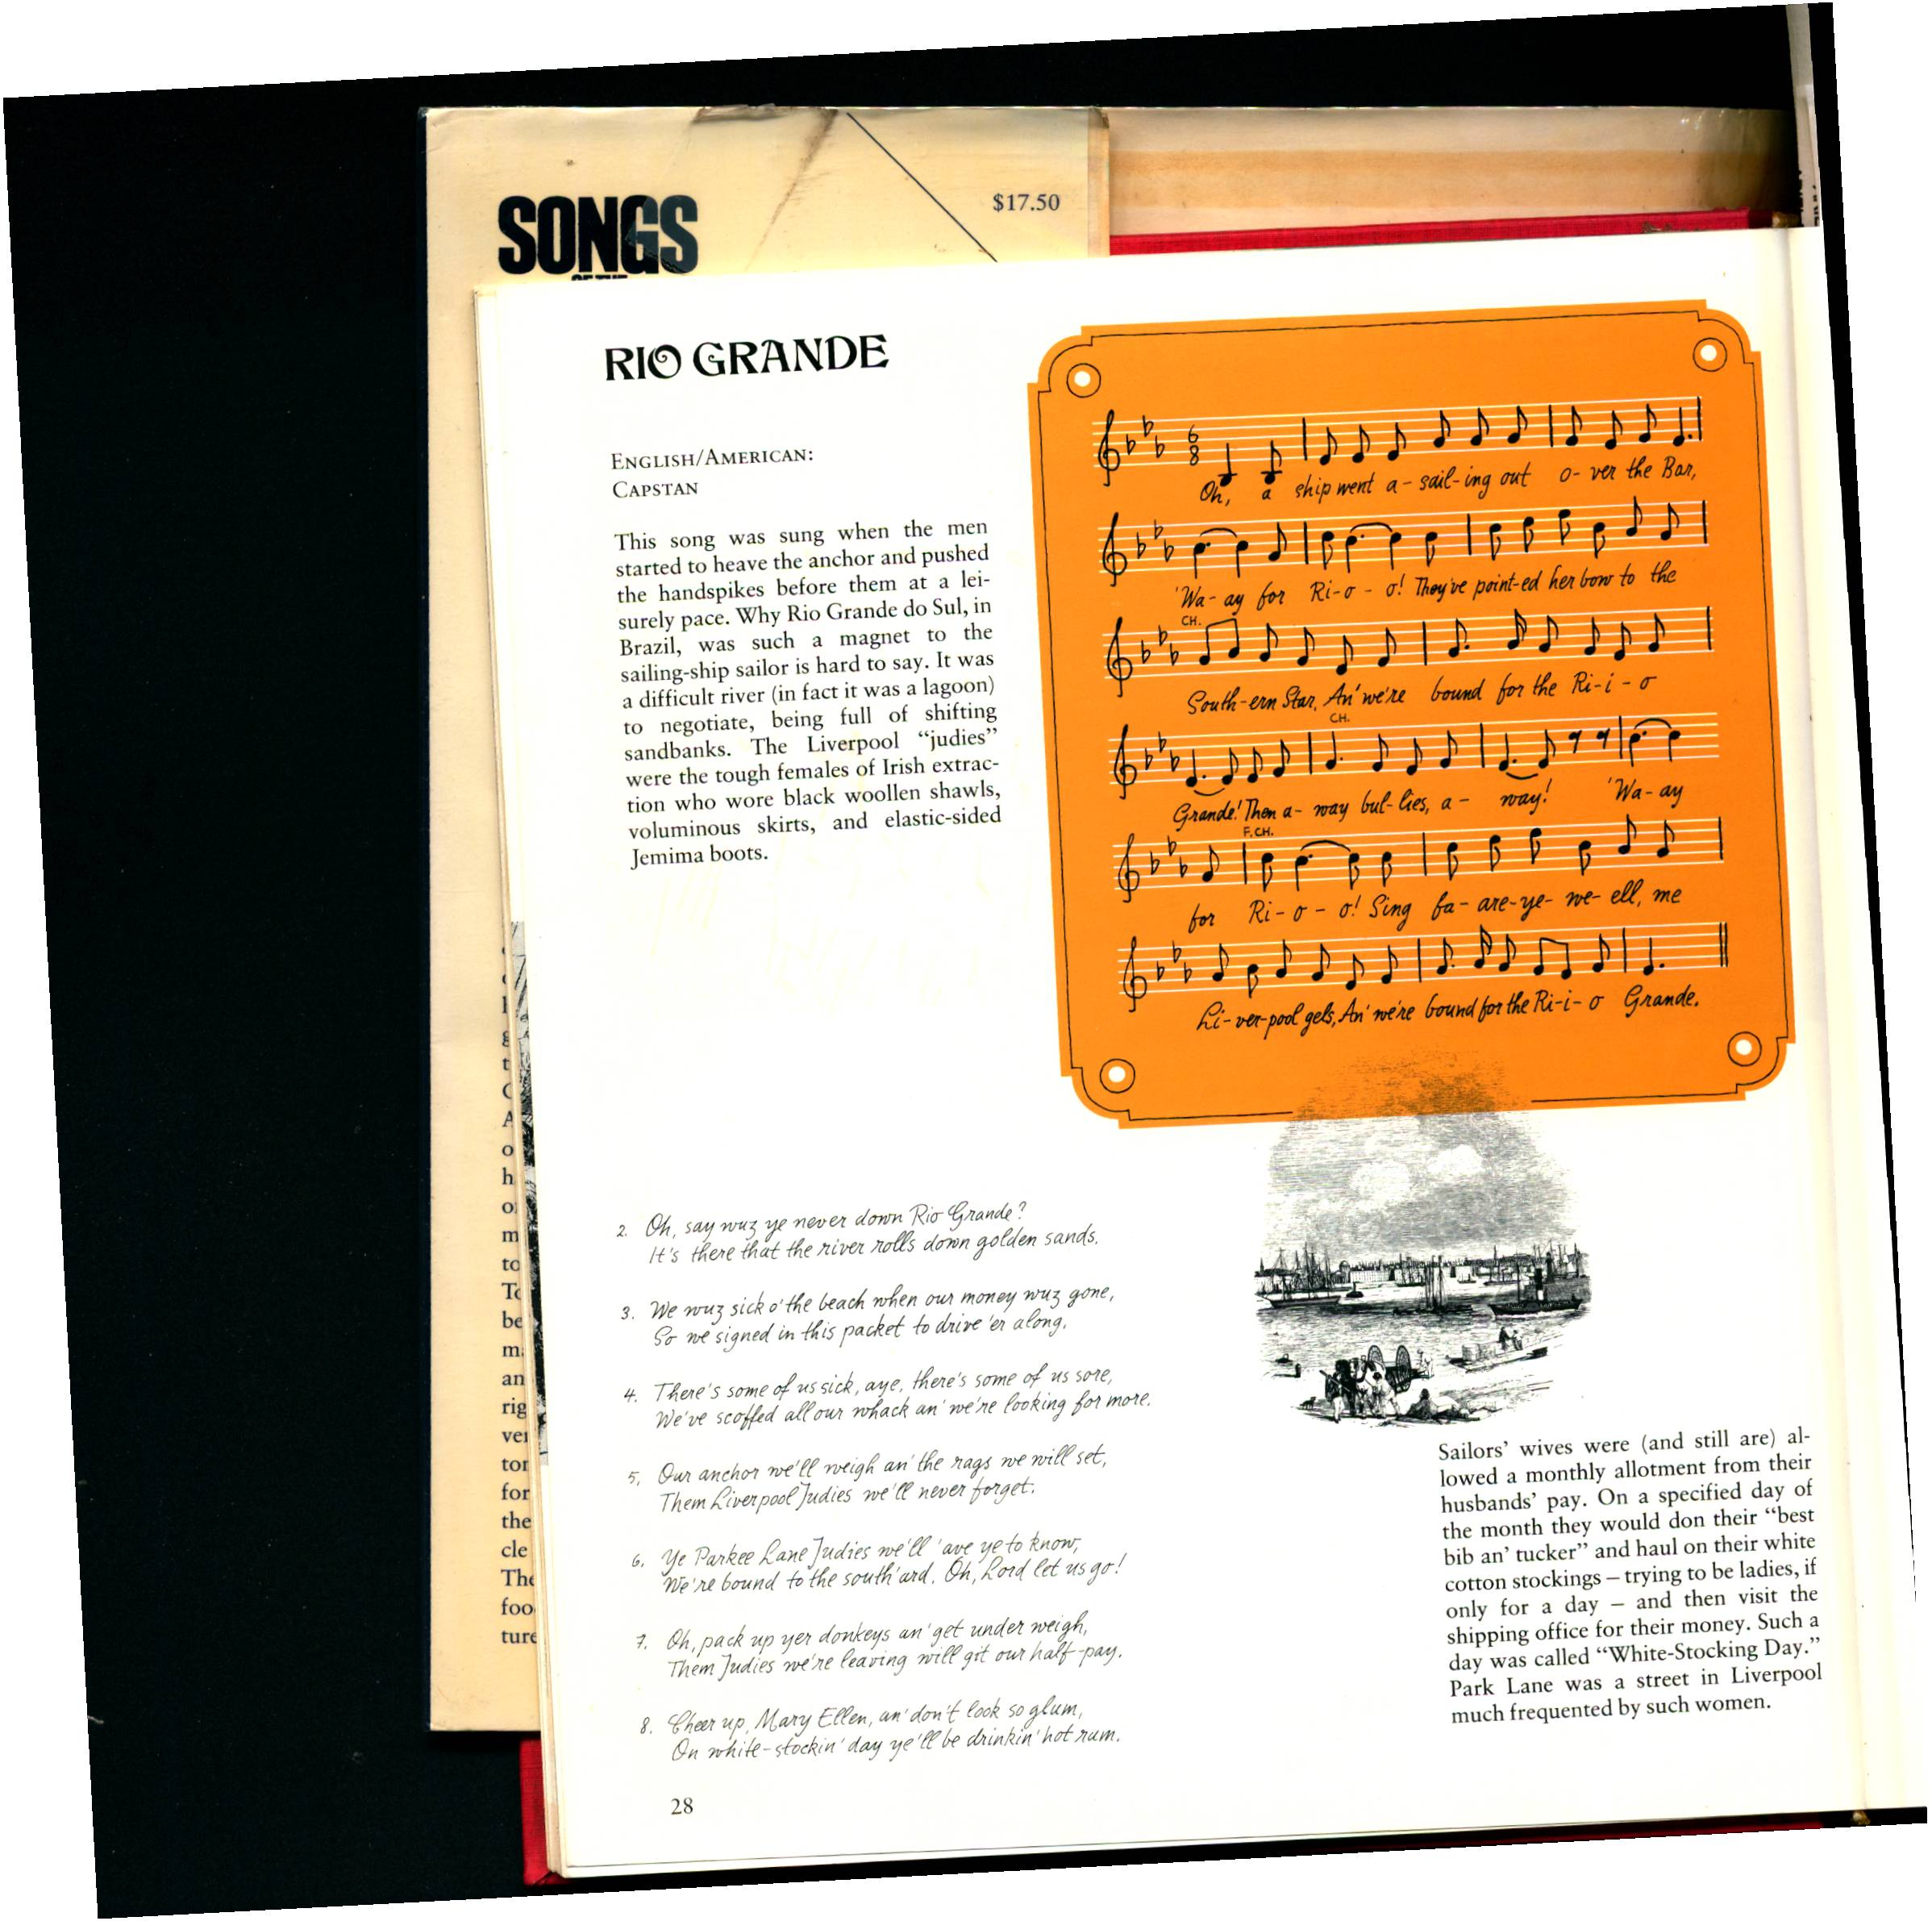 SONGS
$17.50
RIO GRANDE
ENGLISH/AMERICAN:
CAPSTAN
This song was sung when the men
started to heave the anchor and pushed
the handspikes before them at a lei-
surely pace. Why Rio Grande do Sul, in
Brazil, was such a magnet to the
sailing-ship sailor is hard to say. It was
a difficult river (in fact it was a lagoon)
to negotiate, being full of shifting
sandbanks. The Liverpool “judies”
were the tough females of Irish extrac-
tion who wore black woollen shawls,
voluminous skirts, and elastic-sided
Jemima boots.
6
8
Oh, a ship went a-sail-ing out o-ver the Bar,
'Wa-ay for Ri-o-o! They've point-ed her bow to the
CH.
South-ern Star, An' we're bound for the Ri-i-o
CH.
Grande! Then a-way bul-lies, a-way! 'Wa-ay
F.CH.
for Ri-o-o! Sing fa-are-ye-we-ell, me
Li-ver-pool gels, An' we're bound for the Ri-i-o Grande.
2. Oh, say wuz ye never down Rio Grande?
It's there that the river rolls down golden sands.
3. We wuz sick o' the beach when our money wuz gone,
So we signed in this packet to drive 'er along.
4. There's some of us sick, aye, there's some of us sore,
We've scoffed all our whack an' we're looking for more.
5. Our anchor we'll weigh an' the rags we will set,
Them Liverpool Judies we'll never forget.
6. Ye Parkee Lane Judies we'll 'ave ye to know,
We're bound to the south'ard. Oh, Lord let us go!
7. Oh, pack up yer donkeys an' get under weigh,
Them Judies we're leaving will git our half-pay.
8. Cheer up, Mary Ellen, an' don't look so glum,
On white-stockin' day ye'll be drinkin' hot rum.
Sailors’ wives were (and still are) al-
lowed a monthly allotment from their
husbands’ pay. On a specified day of
the month they would don their “best
bib an’ tucker” and haul on their white
cotton stockings – trying to be ladies, if
only for a day – and then visit the
shipping office for their money. Such a
day was called “White-Stocking Day.”
Park Lane was a street in Liverpool
much frequented by such women.
28